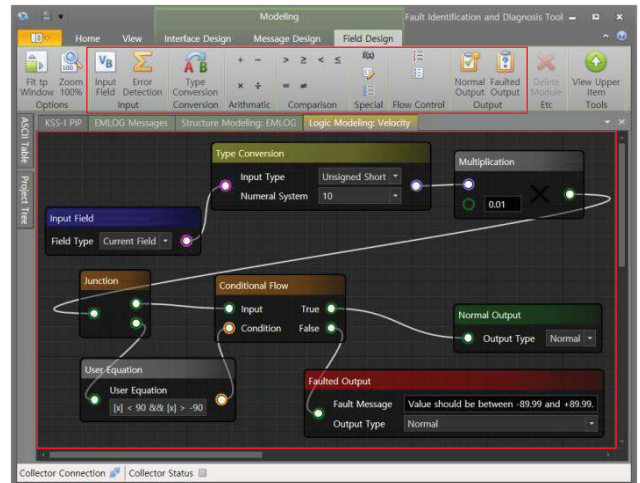 Modeling
Fault Identification and Diagnosis Tool
Home
View
Interface Design
Message Design
Field Design
Fit tp Window
Zoom 100%
Options
Input Field
Error Detection
Input
Type Conversion
Conversion
+ - × ÷
Arithmatic
> ≥ < ≤ = ≠
Comparison
f(x)
Special
Flow Control
Normal Output
Faulted Output
Output
Delete Module
Etc
View Upper Item
Tools
ASCII Table
Project Tree
KSS-I PIP
EMLOG Messages
Structure Modeling: EMLOG
Logic Modeling: Velocity
Type Conversion
Input Type
Unsigned Short
Numeral System
10
Multiplication
0.01
Input Field
Field Type
Current Field
Junction
Conditional Flow
Input
True
Condition
False
Normal Output
Output Type
Normal
User Equation
User Equation
[x] < 90 && [x] > -90
Faulted Output
Fault Message
Value should be between -89.99 and +89.99.
Output Type
Normal
Collector Connection
Collector Status